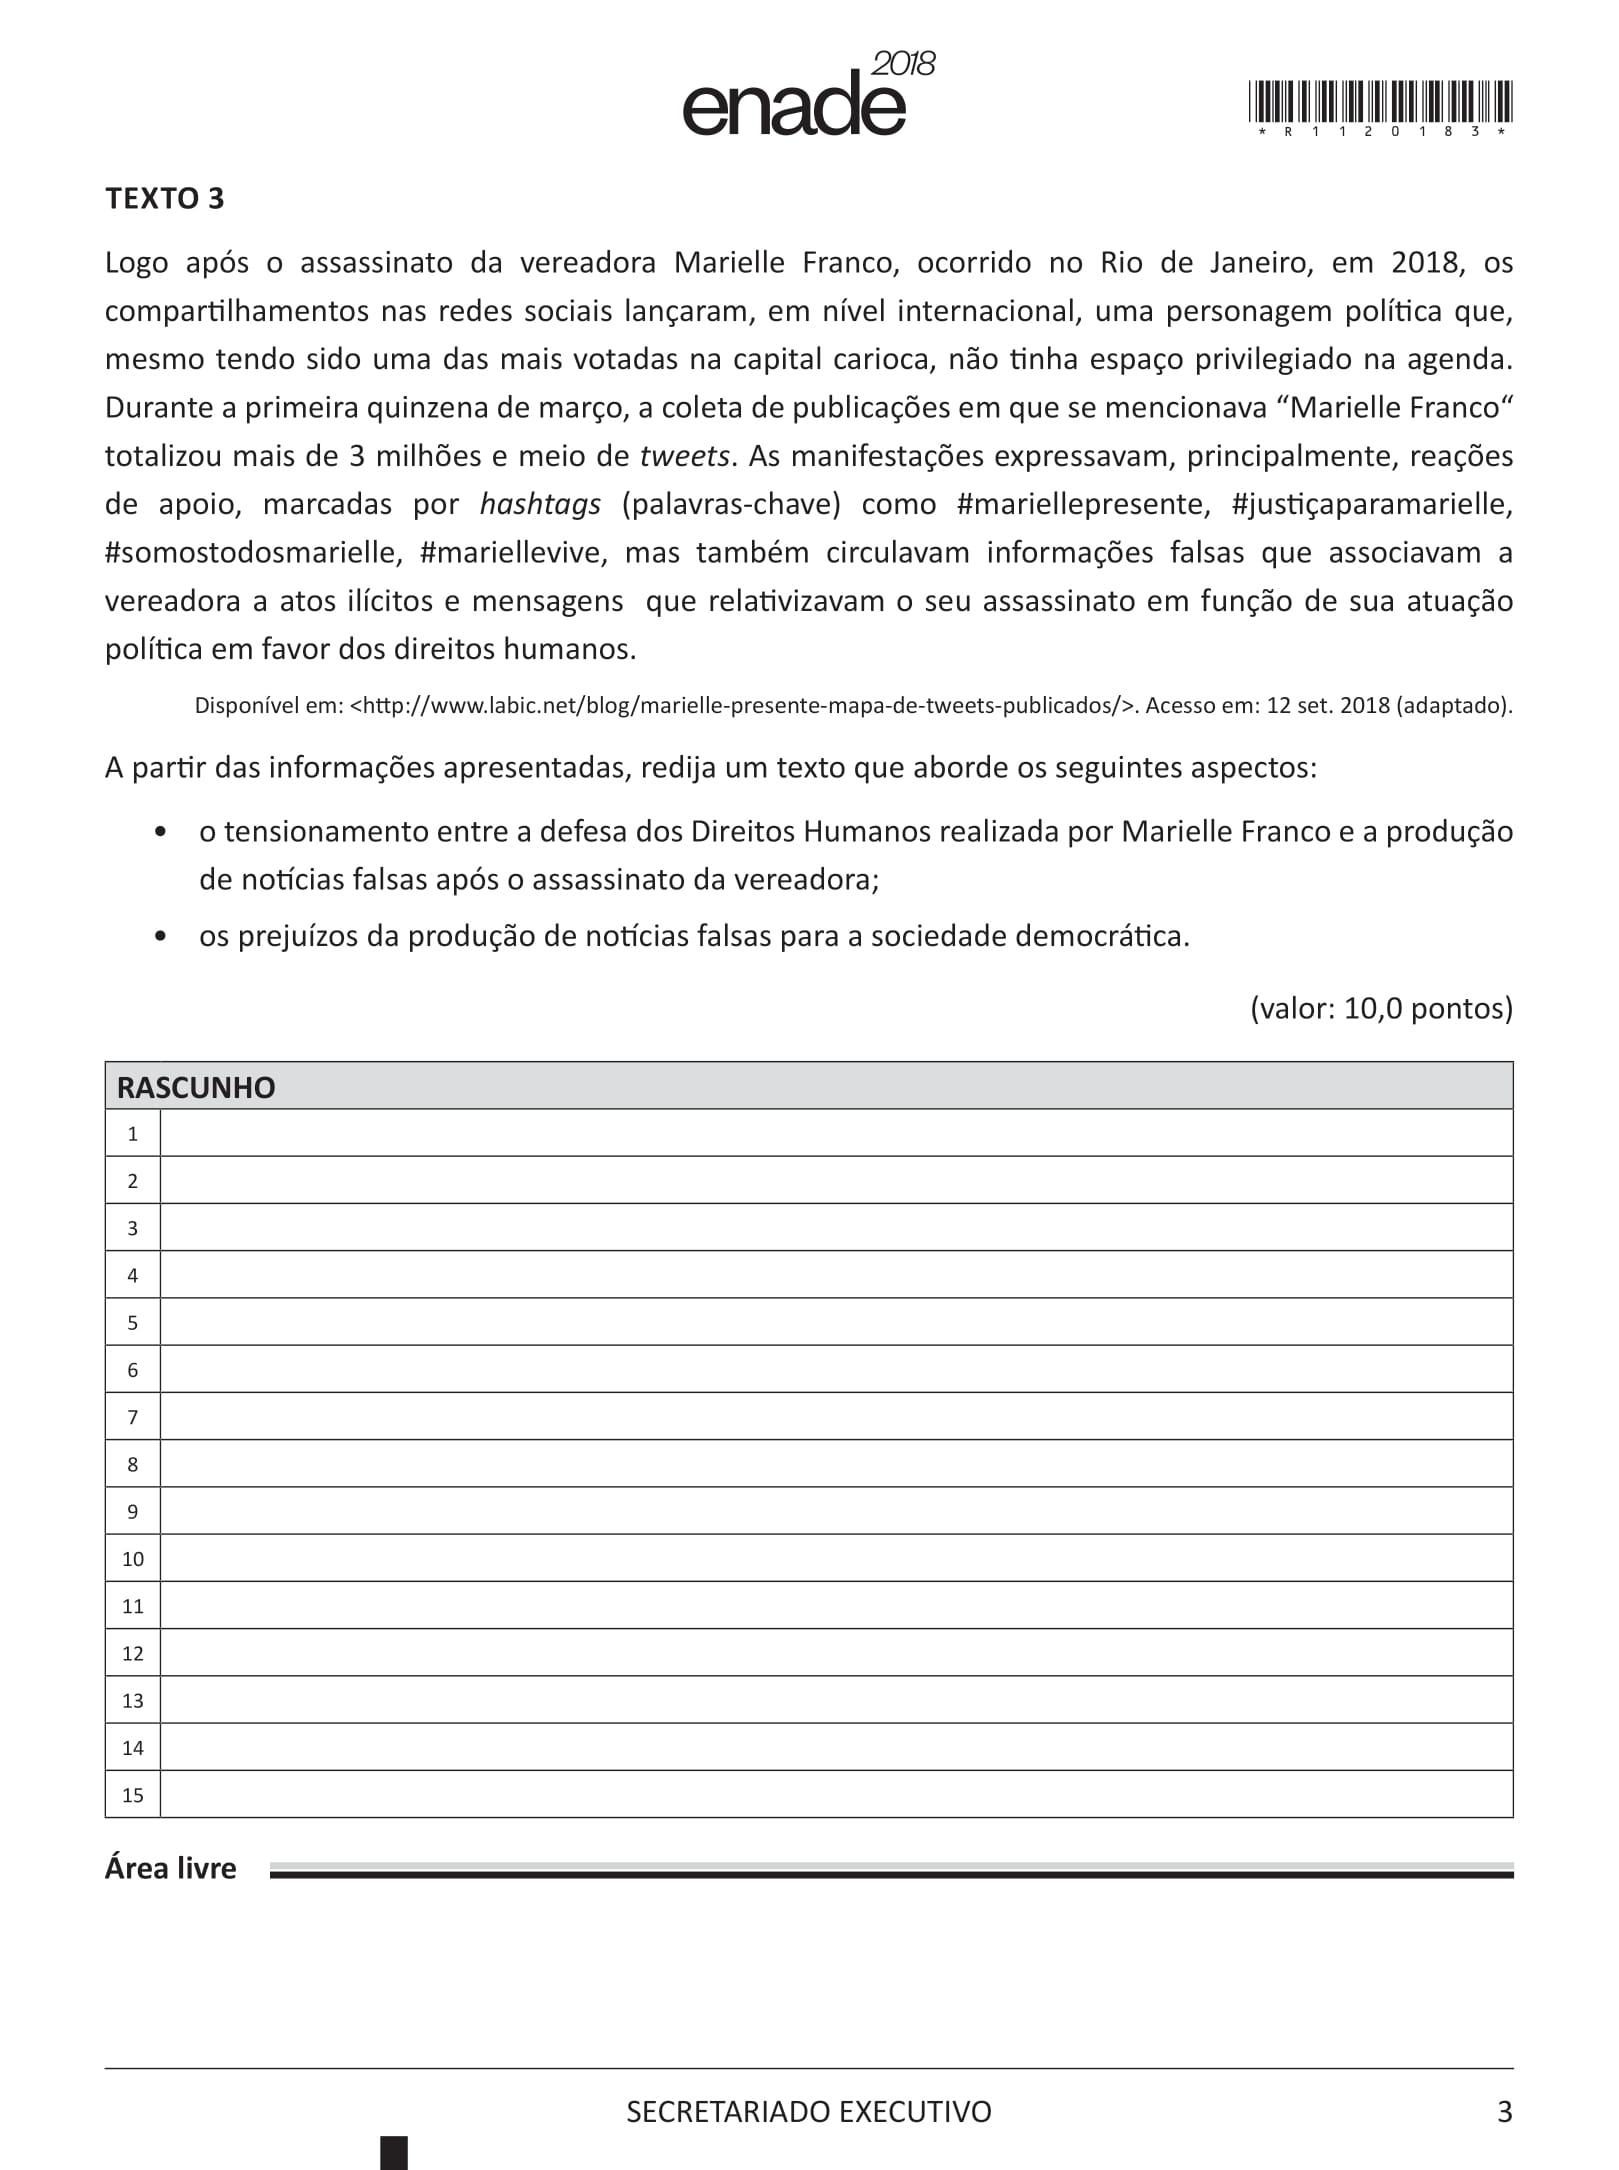 enade 2018
* R 1 1 2 0 1 8 3 *
TEXTO 3
Logo após o assassinato da vereadora Marielle Franco, ocorrido no Rio de Janeiro, em 2018, os
compartilhamentos nas redes sociais lançaram, em nível internacional, uma personagem política que,
mesmo tendo sido uma das mais votadas na capital carioca, não tinha espaço privilegiado na agenda.
Durante a primeira quinzena de março, a coleta de publicações em que se mencionava “Marielle Franco“
totalizou mais de 3 milhões e meio de tweets. As manifestações expressavam, principalmente, reações
de apoio, marcadas por hashtags (palavras-chave) como #mariellepresente, #justiçaparamarielle,
#somostodosmarielle, #mariellevive, mas também circulavam informações falsas que associavam a
vereadora a atos ilícitos e mensagens que relativizavam o seu assassinato em função de sua atuação
política em favor dos direitos humanos.
Disponível em: <http://www.labic.net/blog/marielle-presente-mapa-de-tweets-publicados/>. Acesso em: 12 set. 2018 (adaptado).
A partir das informações apresentadas, redija um texto que aborde os seguintes aspectos:
• o tensionamento entre a defesa dos Direitos Humanos realizada por Marielle Franco e a produção
de notícias falsas após o assassinato da vereadora;
• os prejuízos da produção de notícias falsas para a sociedade democrática.
(valor: 10,0 pontos)
RASCUNHO
1
2
3
4
5
6
7
8
9
10
11
12
13
14
15
Área livre
SECRETARIADO EXECUTIVO 3